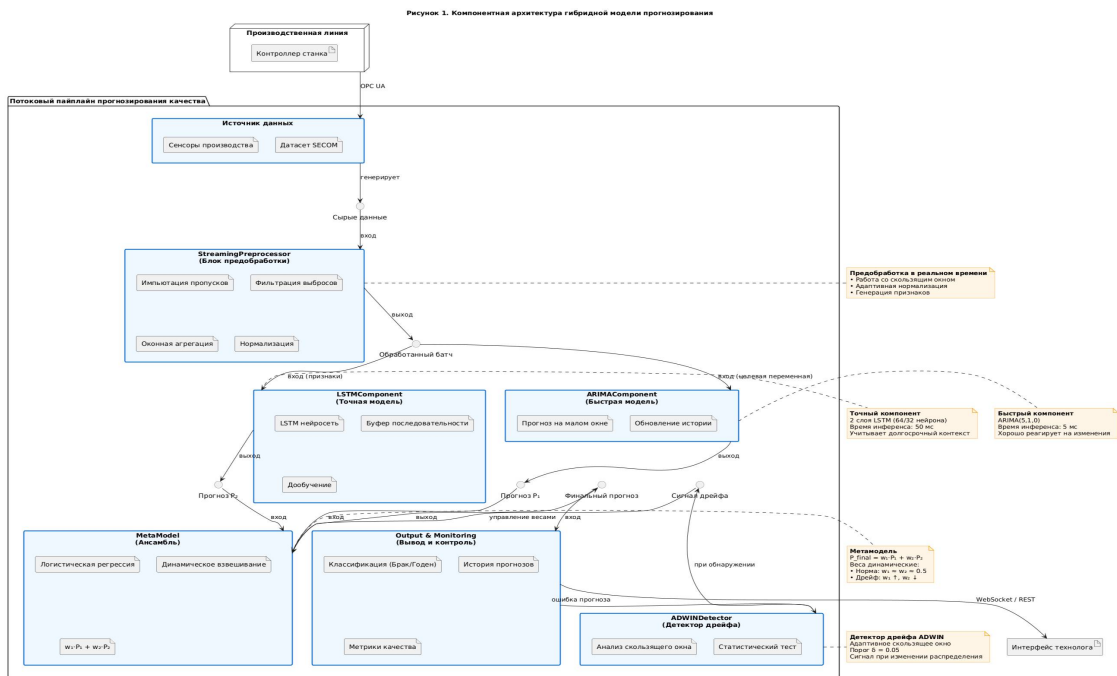 Рисунок 1. Компонентная архитектура гибридной модели прогнозирования
Производственная линия
Контроллер станка
OPC UA
Потоковый пайплайн прогнозирования качества
Источник данных
Сенсоры производства
Датасет SECOM
генерирует
Сырые данные
вход
StreamingPreprocessor
(Блок предобработки)
Импьютация пропусков
Фильтрация выбросов
Оконная агрегация
Нормализация
Предобработка в реальном времени
• Работа со скользящим окном
• Адаптивная нормализация
• Генерация признаков
выход
Обработанный батч
вход (признаки)
вход (целевая переменная)
LSTMComponent
(Точная модель)
LSTM нейросеть
Буфер последовательности
Дообучение
ARIMAComponent
(Быстрая модель)
Прогноз на малом окне
Обновление истории
Точный компонент
2 слоя LSTM (64/32 нейрона)
Время инференса: 50 мс
Учитывает долгосрочный контекст
Быстрый компонент
ARIMA(5,1,0)
Время инференса: 5 мс
Хорошо реагирует на изменения
выход
выход
Прогноз P₂
Прогноз P₁
Финальный прогноз
Сигнал дрейфа
вход
вход
выход
управление весами
вход
MetaModel
(Ансамбль)
Логистическая регрессия
Динамическое взвешивание
w₁·P₁ + w₂·P₂
Output & Monitoring
(Вывод и контроль)
Классификация (Брак/Годен)
История прогнозов
Метрики качества
при обнаружении
Метамодель
P_final = w₁·P₁ + w₂·P₂
Веса динамические:
• Норма: w₁ ≈ w₂ ≈ 0.5
• Дрейф: w₁ ↑, w₂ ↓
ошибка прогноза
WebSocket / REST
ADWINDetector
(Детектор дрейфа)
Анализ скользящего окна
Статистический тест
Детектор дрейфа ADWIN
Адаптивное скользящее окно
Порог δ = 0.05
Сигнал при изменении распределения
Интерфейс технолога